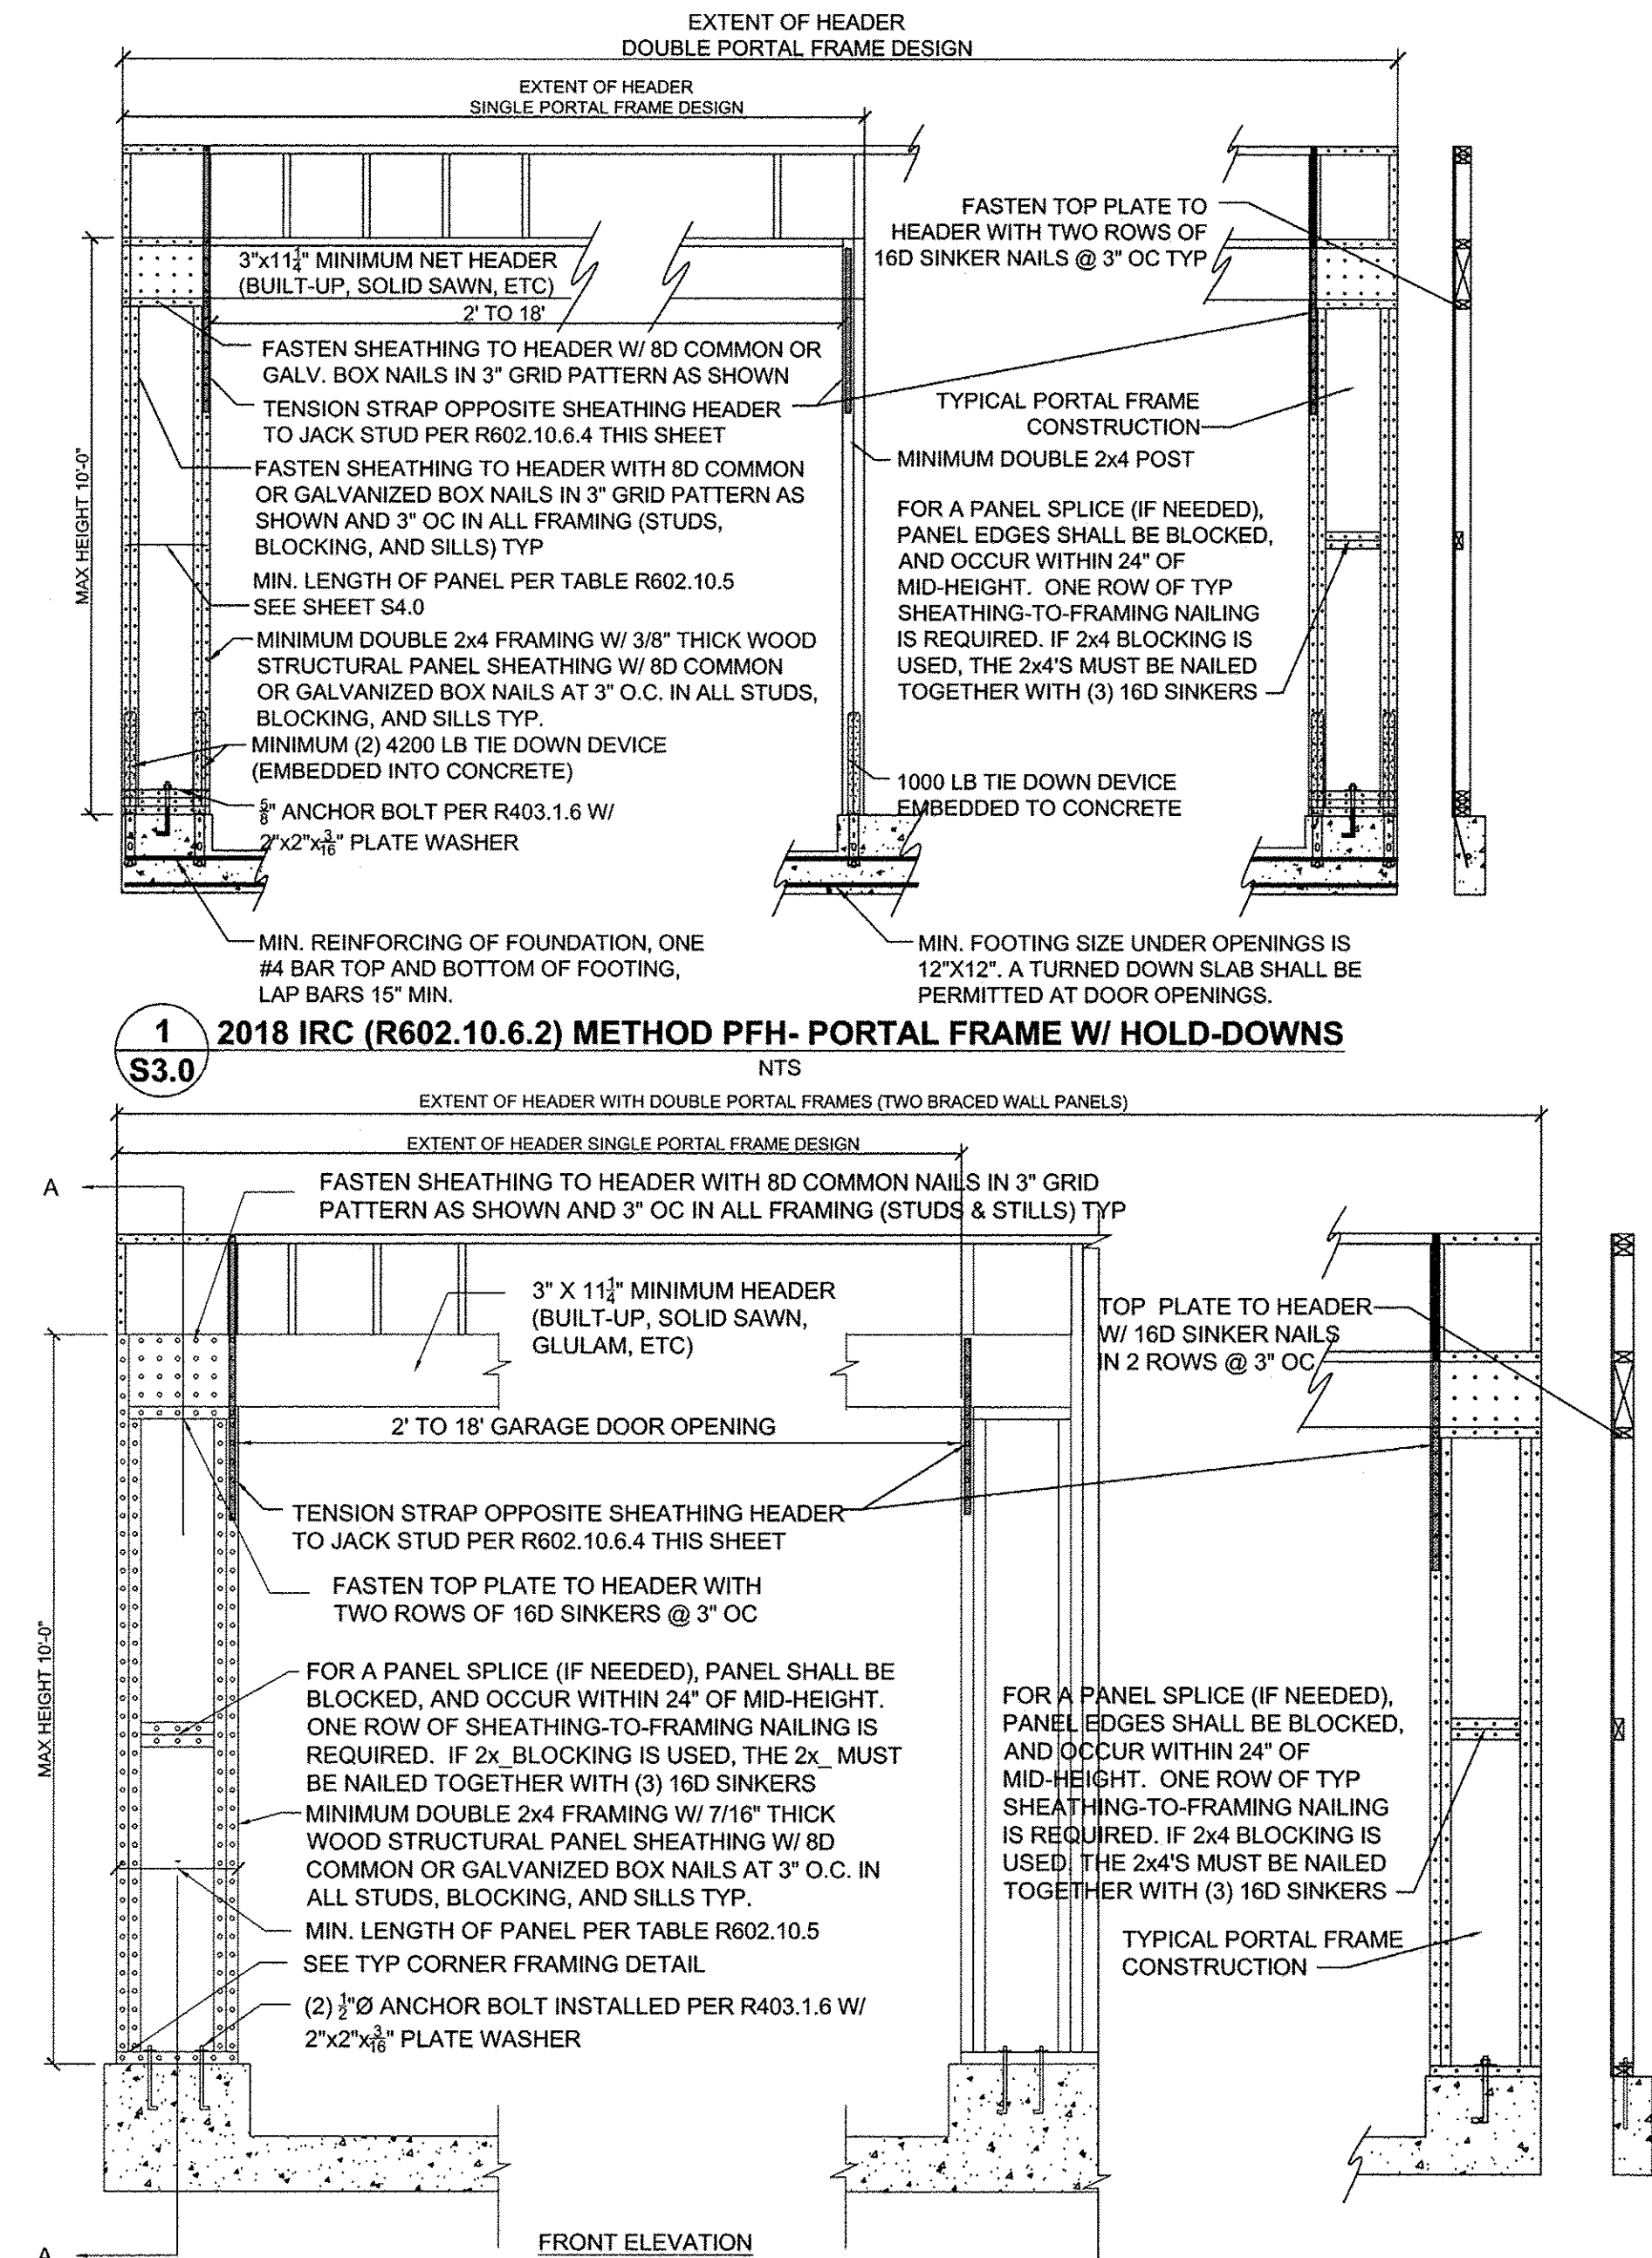 EXTENT OF HEADER
DOUBLE PORTAL FRAME DESIGN
EXTENT OF HEADER
SINGLE PORTAL FRAME DESIGN
FASTEN TOP PLATE TO
HEADER WITH TWO ROWS OF
16D SINKER NAILS @ 3" OC TYP
3"x11¼" MINIMUM NET HEADER
(BUILT-UP, SOLID SAWN, ETC)
2' TO 18'
FASTEN SHEATHING TO HEADER W/ 8D COMMON OR
GALV. BOX NAILS IN 3" GRID PATTERN AS SHOWN
TENSION STRAP OPPOSITE SHEATHING HEADER
TO JACK STUD PER R602.10.6.4 THIS SHEET
TYPICAL PORTAL FRAME
CONSTRUCTION
MINIMUM DOUBLE 2x4 POST
FASTEN SHEATHING TO HEADER WITH 8D COMMON
OR GALVANIZED BOX NAILS IN 3" GRID PATTERN AS
SHOWN AND 3" OC IN ALL FRAMING (STUDS,
BLOCKING, AND SILLS) TYP
MAX HEIGHT 10'-0"
FOR A PANEL SPLICE (IF NEEDED),
PANEL EDGES SHALL BE BLOCKED,
AND OCCUR WITHIN 24" OF
MID-HEIGHT. ONE ROW OF TYP
SHEATHING-TO-FRAMING NAILING
IS REQUIRED. IF 2x4 BLOCKING IS
USED, THE 2x4'S MUST BE NAILED
TOGETHER WITH (3) 16D SINKERS
MIN. LENGTH OF PANEL PER TABLE R602.10.5
SEE SHEET S4.0
MINIMUM DOUBLE 2x4 FRAMING W/ 3/8" THICK WOOD
STRUCTURAL PANEL SHEATHING W/ 8D COMMON
OR GALVANIZED BOX NAILS AT 3" O.C. IN ALL STUDS,
BLOCKING, AND SILLS TYP.
MINIMUM (2) 4200 LB TIE DOWN DEVICE
(EMBEDDED INTO CONCRETE)
1000 LB TIE DOWN DEVICE
EMBEDDED TO CONCRETE
⅝" ANCHOR BOLT PER R403.1.6 W/
2"x2"x3/16" PLATE WASHER
MIN. REINFORCING OF FOUNDATION, ONE
#4 BAR TOP AND BOTTOM OF FOOTING,
LAP BARS 15" MIN.
MIN. FOOTING SIZE UNDER OPENINGS IS
12"X12". A TURNED DOWN SLAB SHALL BE
PERMITTED AT DOOR OPENINGS.
1
S3.0
2018 IRC (R602.10.6.2) METHOD PFH- PORTAL FRAME W/ HOLD-DOWNS
NTS
EXTENT OF HEADER WITH DOUBLE PORTAL FRAMES (TWO BRACED WALL PANELS)
EXTENT OF HEADER SINGLE PORTAL FRAME DESIGN
A
FASTEN SHEATHING TO HEADER WITH 8D COMMON NAILS IN 3" GRID
PATTERN AS SHOWN AND 3" OC IN ALL FRAMING (STUDS & STILLS) TYP
3" X 11¼" MINIMUM HEADER
(BUILT-UP, SOLID SAWN,
GLULAM, ETC)
TOP PLATE TO HEADER
W/ 16D SINKER NAILS
IN 2 ROWS @ 3" OC
2' TO 18' GARAGE DOOR OPENING
TENSION STRAP OPPOSITE SHEATHING HEADER
TO JACK STUD PER R602.10.6.4 THIS SHEET
FASTEN TOP PLATE TO HEADER WITH
TWO ROWS OF 16D SINKERS @ 3" OC
MAX HEIGHT 10'-0"
FOR A PANEL SPLICE (IF NEEDED), PANEL SHALL BE
BLOCKED, AND OCCUR WITHIN 24" OF MID-HEIGHT.
ONE ROW OF SHEATHING-TO-FRAMING NAILING IS
REQUIRED. IF 2x_BLOCKING IS USED, THE 2x_ MUST
BE NAILED TOGETHER WITH (3) 16D SINKERS
FOR A PANEL SPLICE (IF NEEDED),
PANEL EDGES SHALL BE BLOCKED,
AND OCCUR WITHIN 24" OF
MID-HEIGHT. ONE ROW OF TYP
SHEATHING-TO-FRAMING NAILING
IS REQUIRED. IF 2x4 BLOCKING IS
USED, THE 2x4'S MUST BE NAILED
TOGETHER WITH (3) 16D SINKERS
MINIMUM DOUBLE 2x4 FRAMING W/ 7/16" THICK
WOOD STRUCTURAL PANEL SHEATHING W/ 8D
COMMON OR GALVANIZED BOX NAILS AT 3" O.C. IN
ALL STUDS, BLOCKING, AND SILLS TYP.
MIN. LENGTH OF PANEL PER TABLE R602.10.5
SEE TYP CORNER FRAMING DETAIL
TYPICAL PORTAL FRAME
CONSTRUCTION
(2) ½"Ø ANCHOR BOLT INSTALLED PER R403.1.6 W/
2"x2"x3/16" PLATE WASHER
FRONT ELEVATION
A